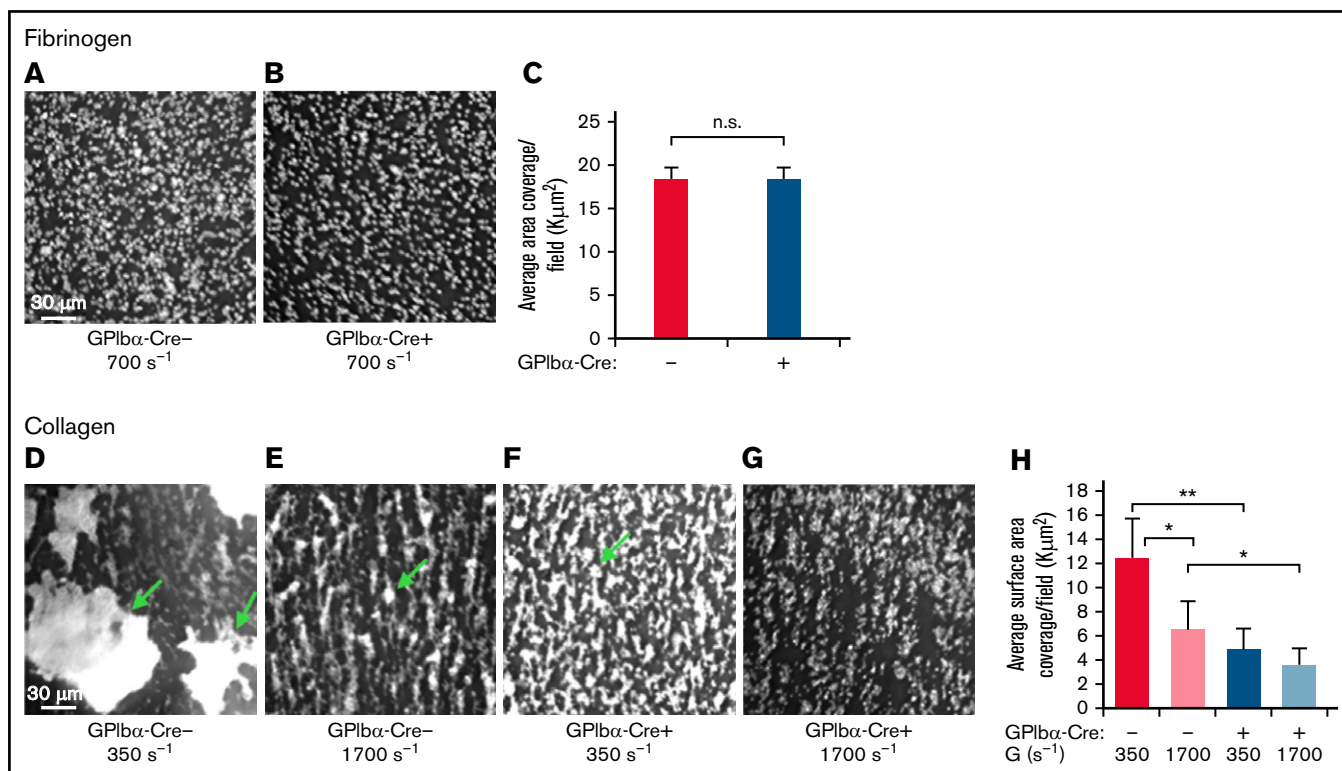 Fibrinogen
A
B
C
30 μm
GPIbα-Cre–
700 s⁻¹
GPIbα-Cre+
700 s⁻¹
Average area coverage/
field (Kμm²)
25
20
15
10
5
0
n.s.
GPIbα-Cre: – +
Collagen
D
E
F
G
H
30 μm
GPIbα-Cre–
350 s⁻¹
GPIbα-Cre–
1700 s⁻¹
GPIbα-Cre+
350 s⁻¹
GPIbα-Cre+
1700 s⁻¹
Average surface area
coverage/field (Kμm²)
18
16
14
12
10
8
6
4
2
0
**
*
*
GPIbα-Cre: – – + +
G (s⁻¹) 350 1700 350 1700